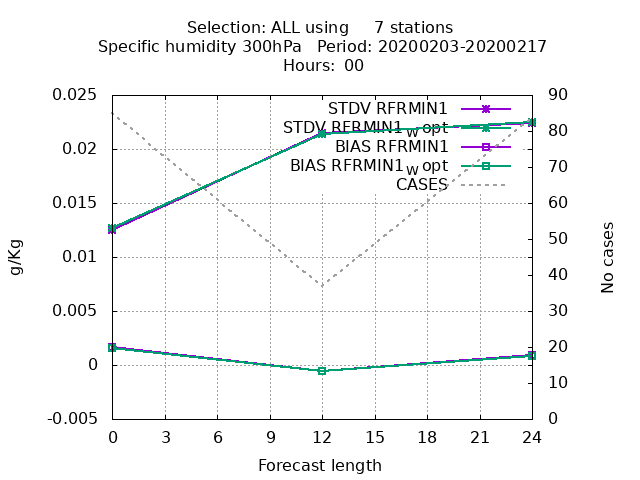 Selection: ALL using 7 stations
Specific humidity 300hPa Period: 20200203-20200217
Hours: 00
STDV RFRMIN1
STDV RFRMIN1_W opt
BIAS RFRMIN1
BIAS RFRMIN1_W opt
CASES
g/Kg
0.025
0.02
0.015
0.01
0.005
0
-0.005
90
80
70
60
50
40
30
20
10
0
No cases
0 3 6 9 12 15 18 21 24
Forecast length